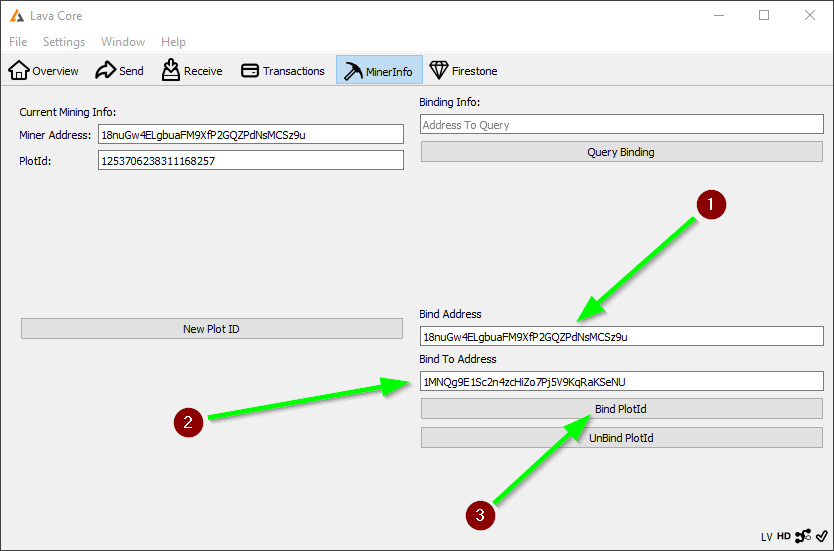 Lava Core
File Settings Window Help
Overview Send Receive Transactions MinerInfo Firestone
Current Mining Info:
Miner Address: 18nuGw4ELgbuaFM9XfP2GQZPdNsMCSz9u
PlotId: 1253706238311168257
New Plot ID
Binding Info:
Address To Query
Query Binding
1
Bind Address
18nuGw4ELgbuaFM9XfP2GQZPdNsMCSz9u
Bind To Address
1MNQg9E1Sc2n4zcHiZo7Pj5V9KqRaKSeNU
2
Bind PlotId
UnBind PlotId
3
LV HD